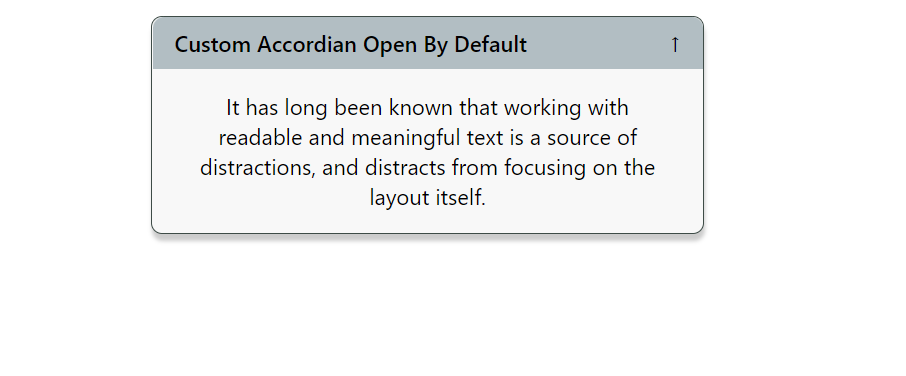 Custom Accordian Open By Default ↑
It has long been known that working with
readable and meaningful text is a source of
distractions, and distracts from focusing on the
layout itself.